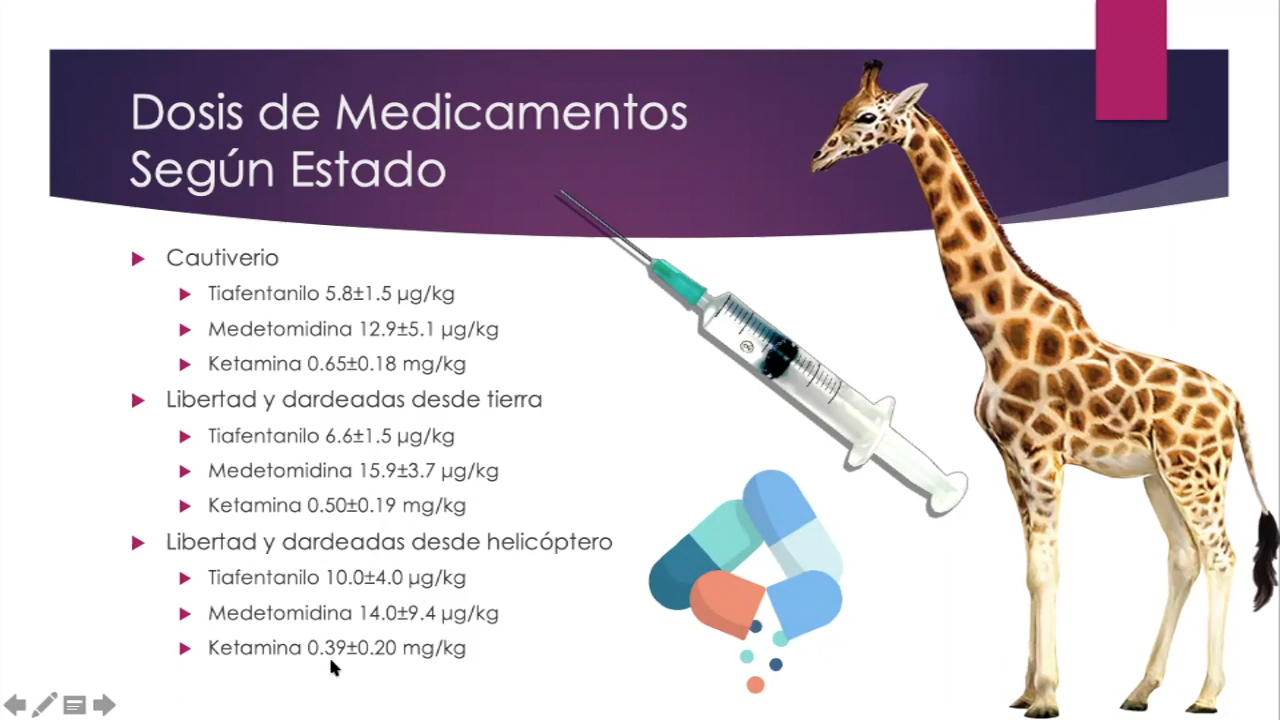 Dosis de Medicamentos
Según Estado
Cautiverio
Tiafentanilo 5.8±1.5 µg/kg
Medetomidina 12.9±5.1 µg/kg
Ketamina 0.65±0.18 mg/kg
Libertad y dardeadas desde tierra
Tiafentanilo 6.6±1.5 µg/kg
Medetomidina 15.9±3.7 µg/kg
Ketamina 0.50±0.19 mg/kg
Libertad y dardeadas desde helicóptero
Tiafentanilo 10.0±4.0 µg/kg
Medetomidina 14.0±9.4 µg/kg
Ketamina 0.39±0.20 mg/kg